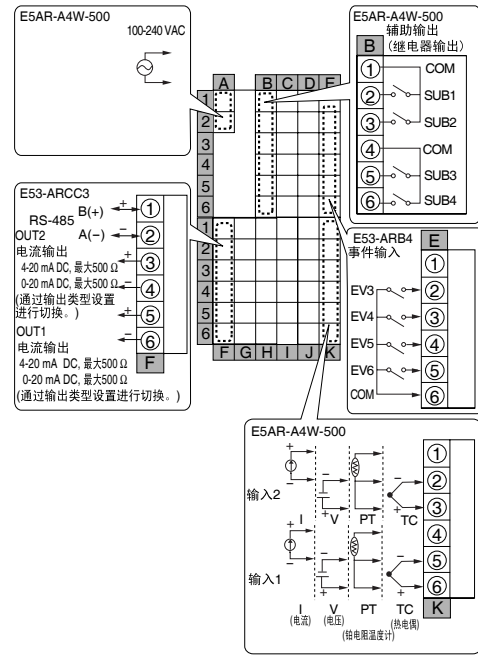 E5AR-A4W-500
100-240 VAC
E5AR-A4W-500
辅助输出
(继电器输出)
B
① COM
② SUB1
③ SUB2
④ COM
⑤ SUB3
⑥ SUB4
A B C D E
1
2
3
4
5
6
1
2
3
4
5
6
F G H I J K
E53-ARCC3
RS-485
B(+) + ①
A(−) − ②
OUT2
电流输出
4-20 mA DC, 最大500 Ω
0-20 mA DC, 最大500 Ω
(通过输出类型设置
进行切换。)
+ ③
− ④
OUT1
电流输出
4-20 mA DC, 最大500 Ω
0-20 mA DC, 最大500 Ω
(通过输出类型设置进行切换。)
+ ⑤
− ⑥
F
E53-ARB4
事件输入
E
①
EV3 ②
EV4 ③
EV5 ④
EV6 ⑤
COM ⑥
E5AR-A4W-500
输入2
+ − − +
− + I V PT TC
①
②
③
输入1
+ − − +
− +
④
⑤
⑥
I V PT TC K
(电流) (电压) (铂电阻温度计) (热电偶)